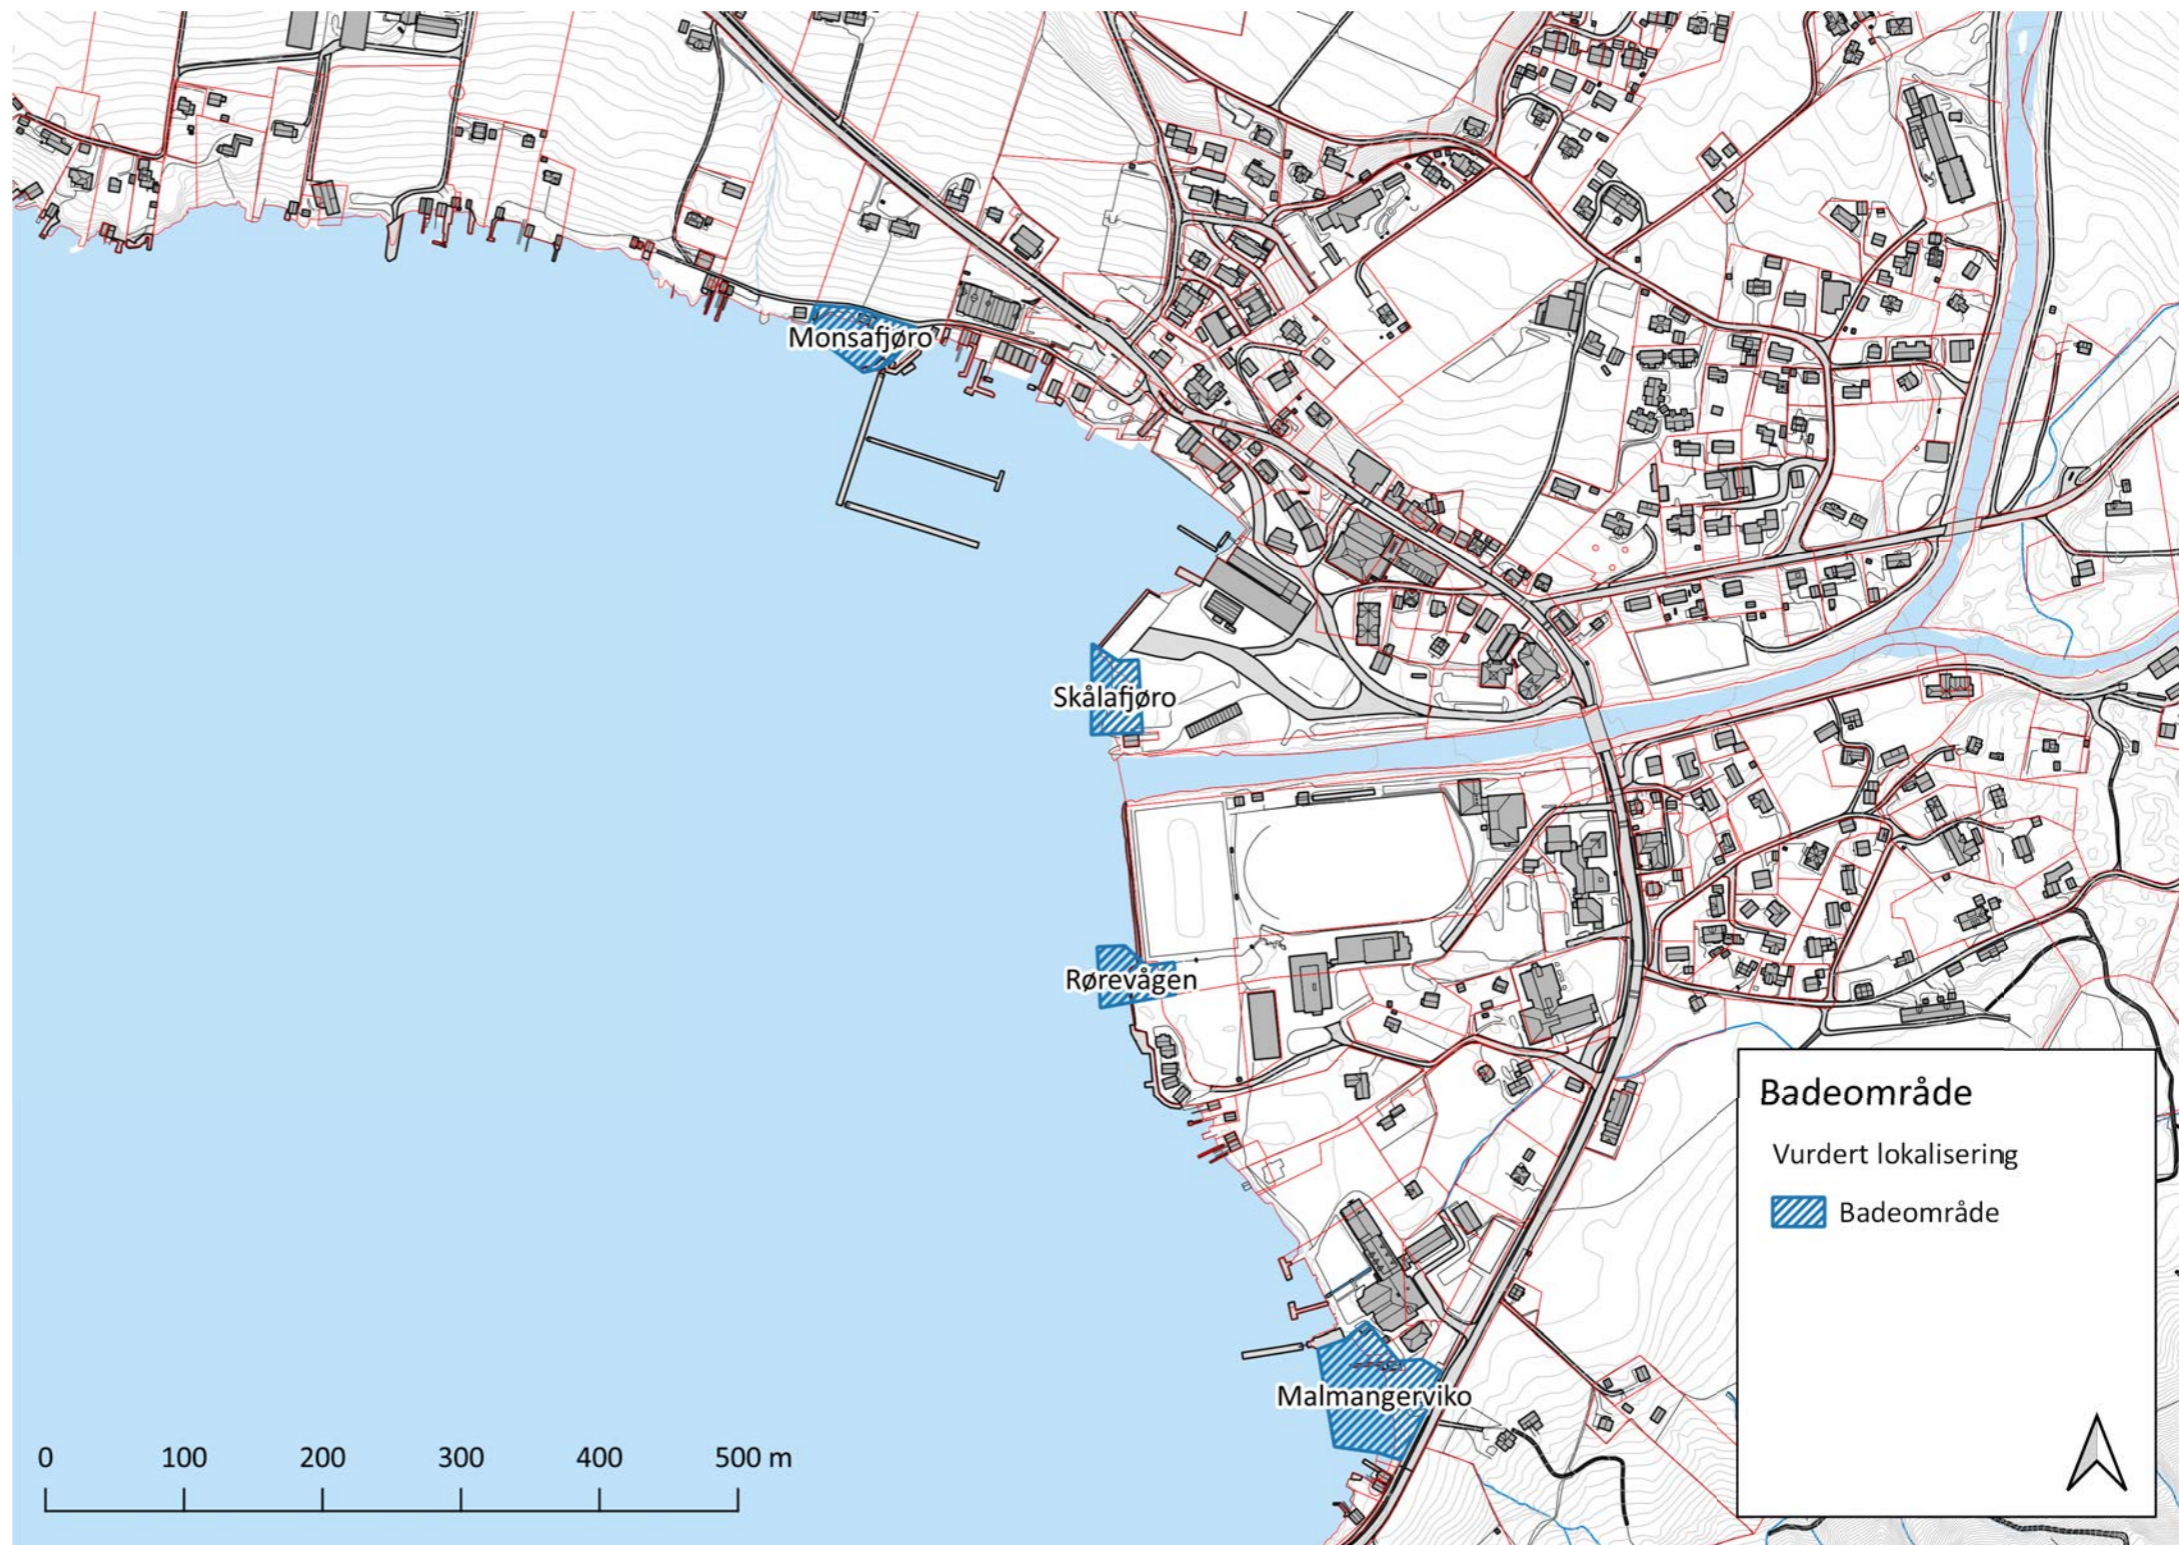 Monsafjøro
Skålafjøro
Rørevågen
Malmangerviko
Badeområde
Vurdert lokalisering
Badeområde
0 100 200 300 400 500 m